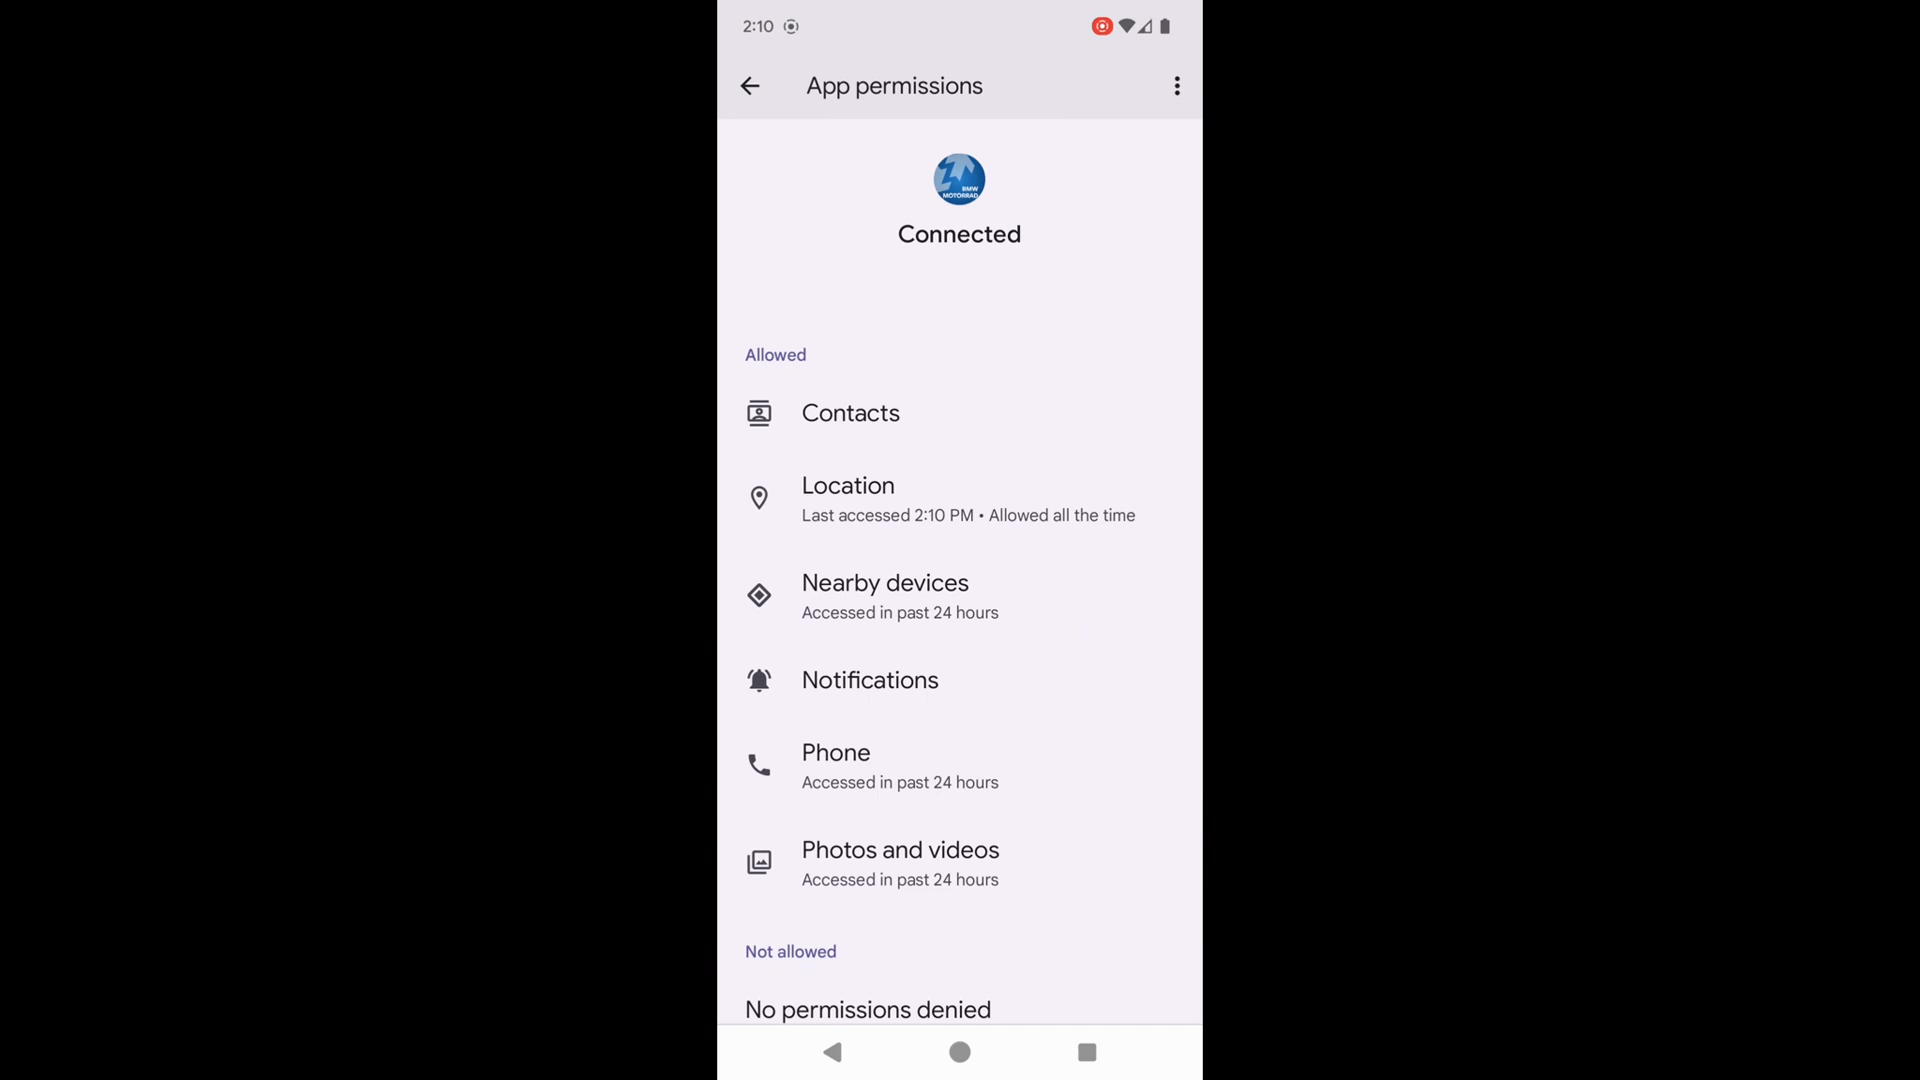 2:10
App permissions
BMW
MOTORRAD
Connected
Allowed
Contacts
Location
Last accessed 2:10 PM • Allowed all the time
Nearby devices
Accessed in past 24 hours
Notifications
Phone
Accessed in past 24 hours
Photos and videos
Accessed in past 24 hours
Not allowed
No permissions denied